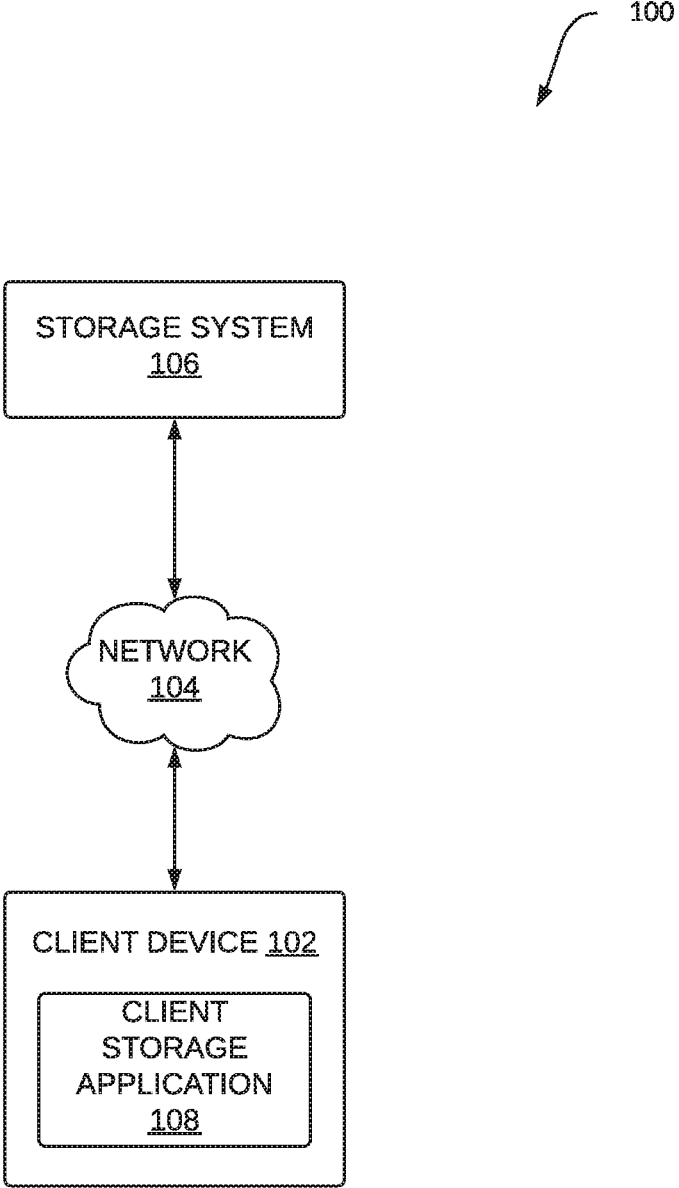 100
STORAGE SYSTEM
106
NETWORK
104
CLIENT DEVICE 102
CLIENT
STORAGE
APPLICATION
108